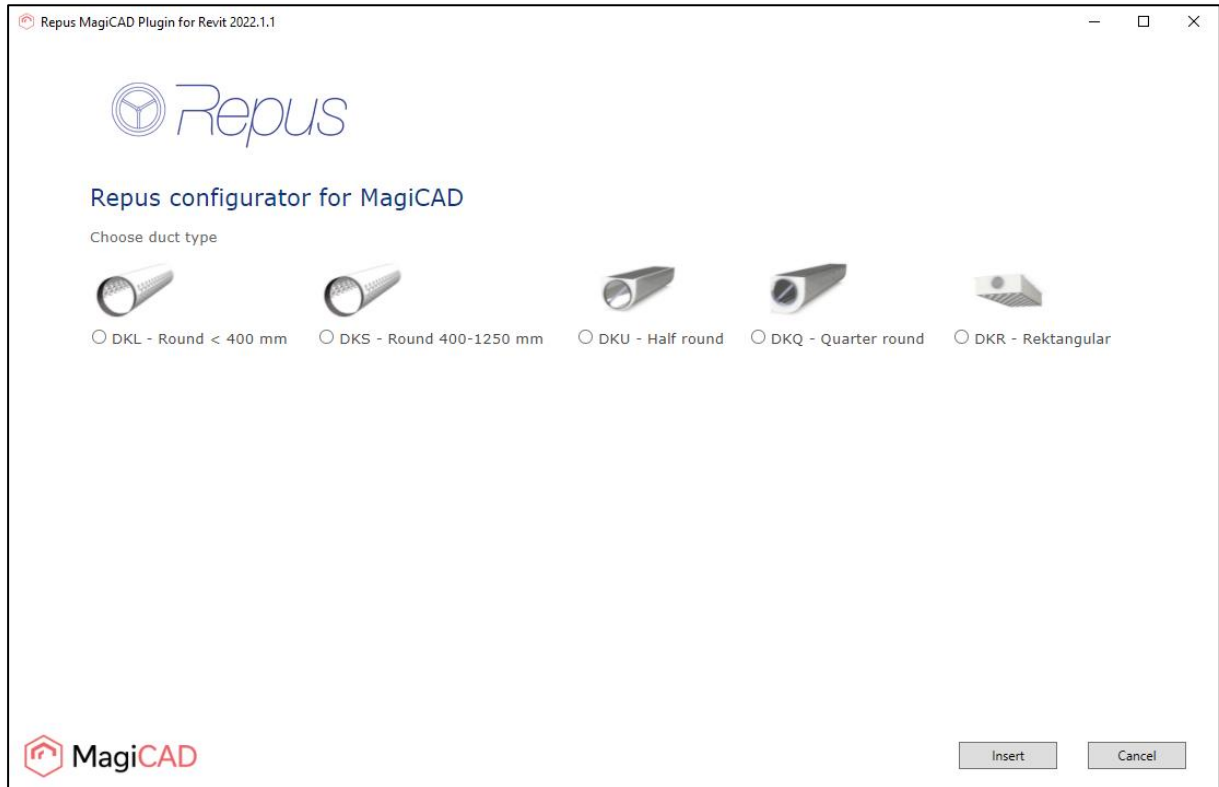 Repus MagiCAD Plugin for Revit 2022.1.1
Repus
Repus configurator for MagiCAD
Choose duct type
DKL - Round < 400 mm DKS - Round 400-1250 mm DKU - Half round DKQ - Quarter round DKR - Rektangular
MagiCAD
Insert Cancel